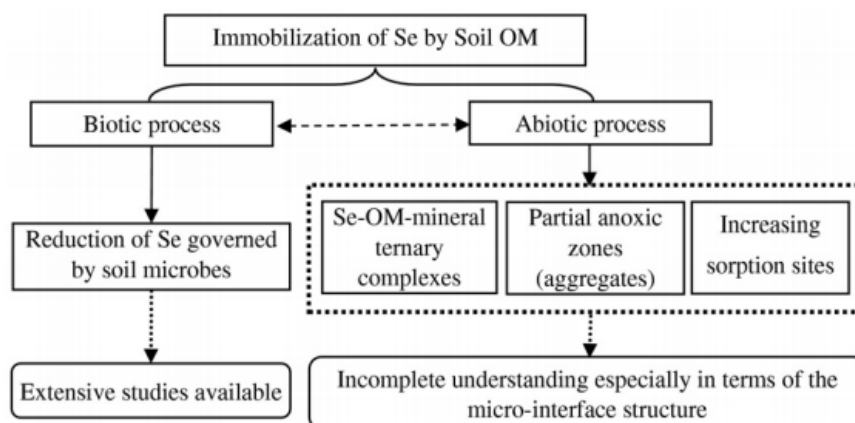 Immobilization of Se by Soil OM
Biotic process
Abiotic process
Reduction of Se governed
by soil microbes
Se-OM-mineral
ternary
complexes
Partial anoxic
zones
(aggregates)
Increasing
sorption sites
Extensive studies available
Incomplete understanding especially in terms of the
micro-interface structure